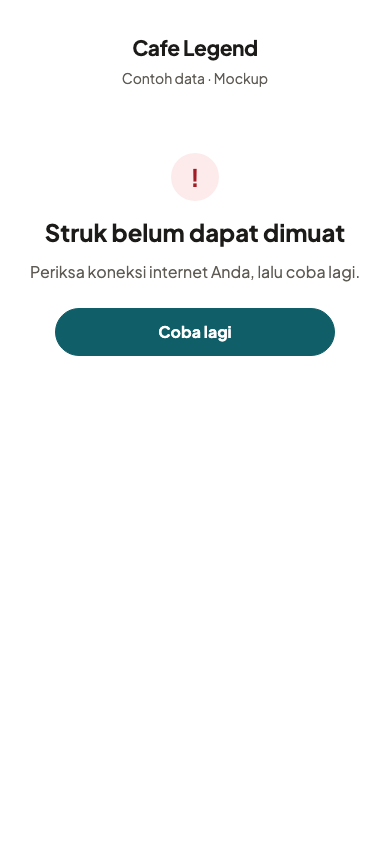 Cafe Legend
Contoh data · Mockup
!
Struk belum dapat dimuat
Periksa koneksi internet Anda, lalu coba lagi.
Coba lagi